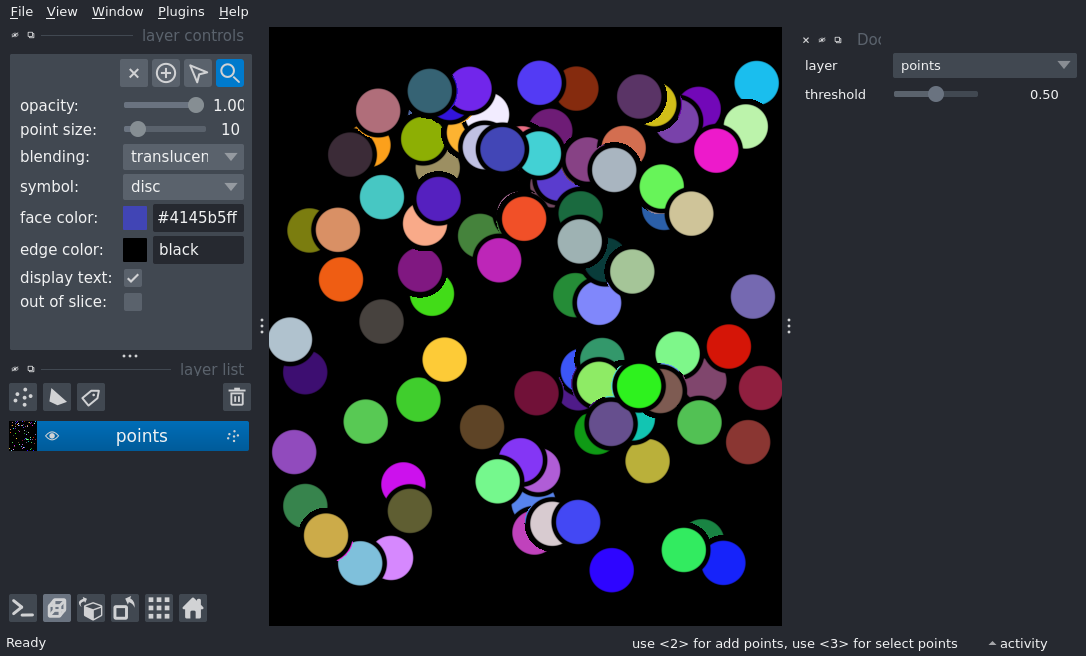 File View Window Plugins Help
layer controls
opacity: 1.00
point size: 10
blending: translucen
symbol: disc
face color: #4145b5ff
edge color: black
display text:
out of slice:
layer list
points
Ready
layer points
threshold 0.50
use <2> for add points, use <3> for select points activity